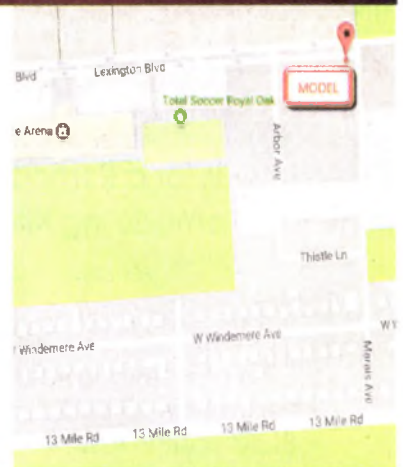 Blvd
Lexington Blvd
MODEL
Total Soccer Royal Oak
e Arena
Arbor Ave
Thistle Ln
Windemere Ave
W Windemere Ave
Marais Ave
13 Mile Rd
13 Mile Rd
13 Mile Rd
13 Mile Rd